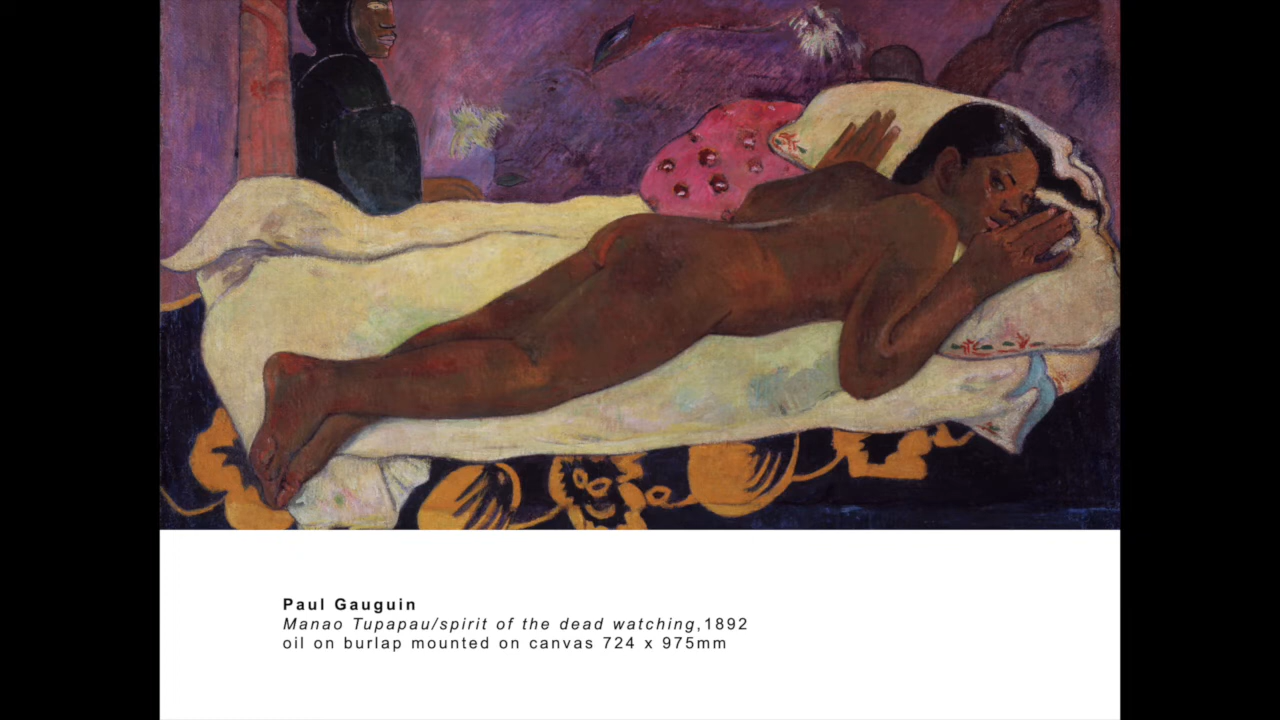 Paul Gauguin
Manao Tupapau/spirit of the dead watching,1892
oil on burlap mounted on canvas 724 x 975mm